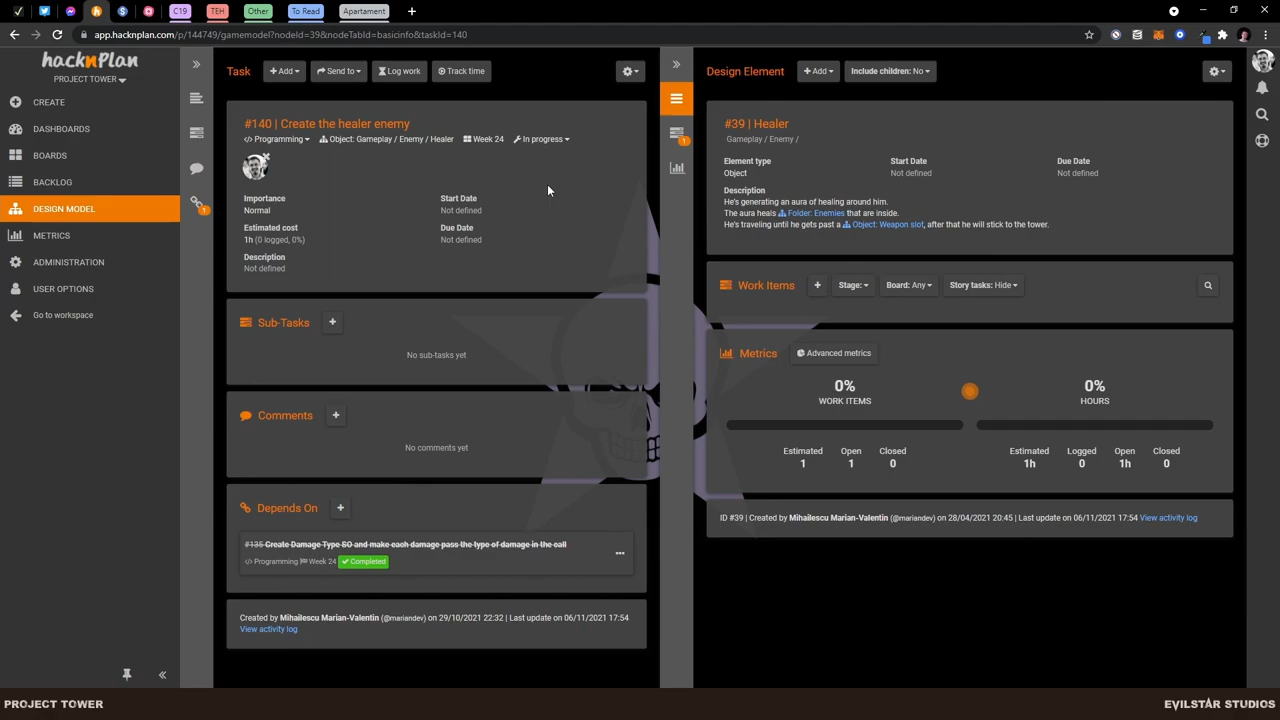 C19
TEH
Other
To Read
Apartament
app.hacknplan.com/p/144749/gamemodel?nodeId=39&nodeTabId=basicinfo&taskId=140
hacknPlan
PROJECT TOWER
CREATE
DASHBOARDS
BOARDS
BACKLOG
DESIGN MODEL
METRICS
ADMINISTRATION
USER OPTIONS
Go to workspace
1
Task
+ Add
Send to
Log work
Track time
#140 | Create the healer enemy
Programming
Object: Gameplay / Enemy / Healer
Week 24
In progress
Importance
Normal
Start Date
Not defined
Estimated cost
1h (0 logged, 0%)
Due Date
Not defined
Description
Not defined
Sub-Tasks
No sub-tasks yet
Comments
No comments yet
Depends On
#135 Create Damage Type SO and make each damage pass the type of damage in the call
Programming Week 24 Completed
Created by Mihailescu Marian-Valentin (@mariandev) on 29/10/2021 22:32 | Last update on 06/11/2021 17:54
View activity log
1
Design Element
+ Add
Include children: No
#39 | Healer
Gameplay / Enemy /
Element type
Object
Start Date
Not defined
Due Date
Not defined
Description
He's generating an aura of healing around him.
The aura heals Folder: Enemies that are inside.
He's traveling until he gets past a Object: Weapon slot, after that he will stick to the tower.
Work Items
Stage:
Board: Any
Story tasks: Hide
Metrics
Advanced metrics
0%
WORK ITEMS
0%
HOURS
Estimated
1
Open
1
Closed
0
Estimated
1h
Logged
0
Open
1h
Closed
0
ID #39 | Created by Mihailescu Marian-Valentin (@mariandev) on 28/04/2021 20:45 | Last update on 06/11/2021 17:54 View activity log
PROJECT TOWER
EVILSTAR STUDIOS